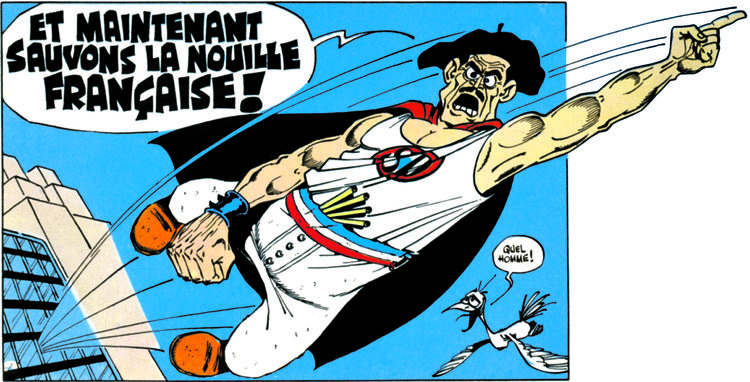 ET MAINTENANT
SAUVONS LA NOUILLE
FRANÇAISE!
QUEL
HOMME!